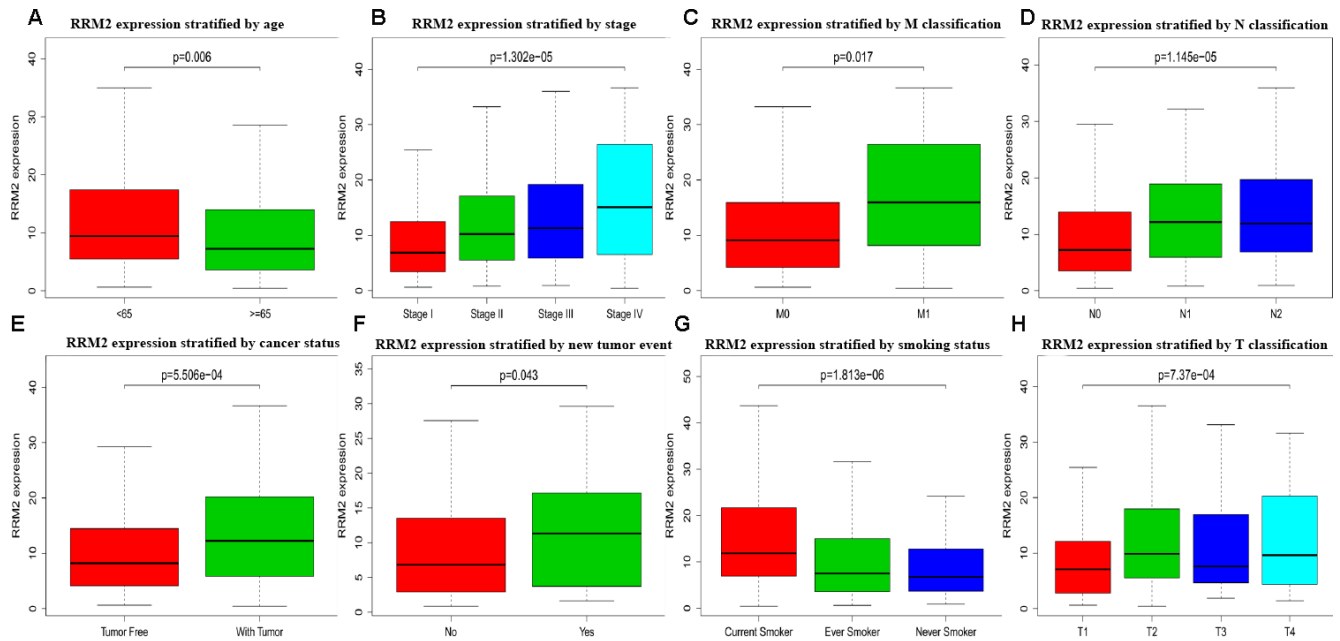 A
RRM2 expression stratified by age
p=0.006
RRM2 expression
0
10
20
30
40
<65
>=65
B
RRM2 expression stratified by stage
p=1.302e-05
RRM2 expression
0
10
20
30
40
Stage I
Stage II
Stage III
Stage IV
C
RRM2 expression stratified by M classification
p=0.017
RRM2 expression
0
10
20
30
40
M0
M1
D
RRM2 expression stratified by N classification
p=1.145e-05
RRM2 expression
0
10
20
30
40
N0
N1
N2
E
RRM2 expression stratified by cancer status
p=5.506e-04
RRM2 expression
0
10
20
30
40
Tumor Free
With Tumor
F
RRM2 expression stratified by new tumor event
p=0.043
RRM2 expression
0
5
10
15
20
25
30
35
No
Yes
G
RRM2 expression stratified by smoking status
p=1.813e-06
RRM2 expression
0
10
20
30
40
50
Current Smoker
Ever Smoker
Never Smoker
H
RRM2 expression stratified by T classification
p=7.37e-04
RRM2 expression
0
10
20
30
40
T1
T2
T3
T4